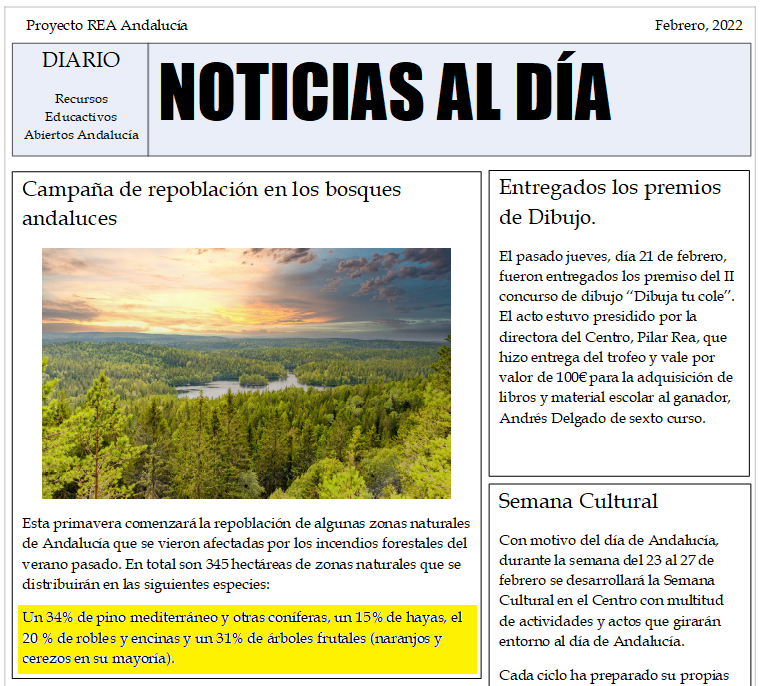 Proyecto REA Andalucía
Febrero, 2022
DIARIO
Recursos
Educactivos
Abiertos Andalucía
NOTICIAS AL DÍA
Campaña de repoblación en los bosques
andaluces
Esta primavera comenzará la repoblación de algunas zonas naturales
de Andalucía que se vieron afectadas por los incendios forestales del
verano pasado. En total son 345 hectáreas de zonas naturales que se
distribuirán en las siguientes especies:
Un 34% de pino mediterráneo y otras coníferas, un 15% de hayas, el
20 % de robles y encinas y un 31% de árboles frutales (naranjos y
cerezos en su mayoría).
Entregados los premios
de Dibujo.
El pasado jueves, día 21 de febrero,
fueron entregados los premiso del II
concurso de dibujo “Dibuja tu cole”.
El acto estuvo presidido por la
directora del Centro, Pilar Rea, que
hizo entrega del trofeo y vale por
valor de 100€ para la adquisición de
libros y material escolar al ganador,
Andrés Delgado de sexto curso.
Semana Cultural
Con motivo del día de Andalucía,
durante la semana del 23 al 27 de
febrero se desarrollará la Semana
Cultural en el Centro con multitud
de actividades y actos que girarán
entorno al día de Andalucía.
Cada ciclo ha preparado su propias